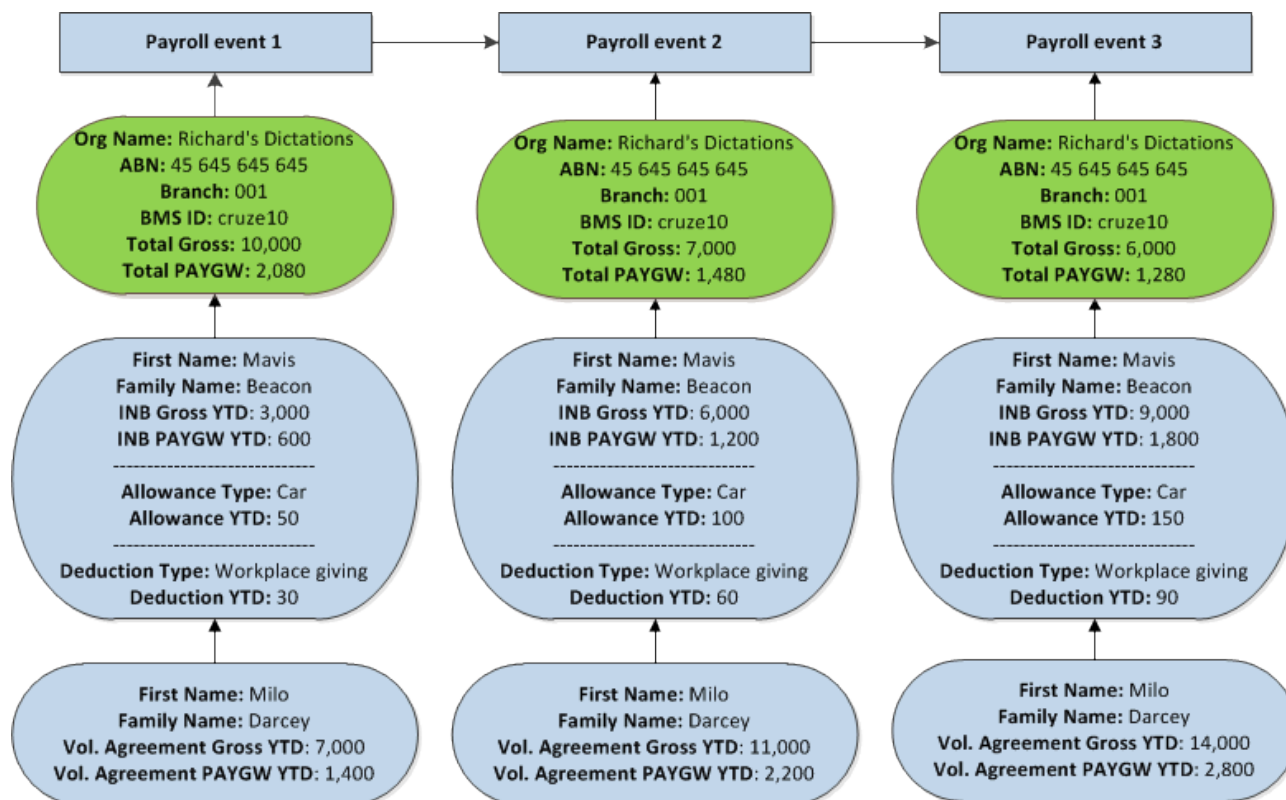 Payroll event 1
Payroll event 2
Payroll event 3
Org Name: Richard's Dictations
ABN: 45 645 645 645
Branch: 001
BMS ID: cruze10
Total Gross: 10,000
Total PAYGW: 2,080
Org Name: Richard's Dictations
ABN: 45 645 645 645
Branch: 001
BMS ID: cruze10
Total Gross: 7,000
Total PAYGW: 1,480
Org Name: Richard's Dictations
ABN: 45 645 645 645
Branch: 001
BMS ID: cruze10
Total Gross: 6,000
Total PAYGW: 1,280
First Name: Mavis
Family Name: Beacon
INB Gross YTD: 3,000
INB PAYGW YTD: 600
------------------------------
Allowance Type: Car
Allowance YTD: 50
------------------------------
Deduction Type: Workplace giving
Deduction YTD: 30
First Name: Mavis
Family Name: Beacon
INB Gross YTD: 6,000
INB PAYGW YTD: 1,200
------------------------------
Allowance Type: Car
Allowance YTD: 100
------------------------------
Deduction Type: Workplace giving
Deduction YTD: 60
First Name: Mavis
Family Name: Beacon
INB Gross YTD: 9,000
INB PAYGW YTD: 1,800
------------------------------
Allowance Type: Car
Allowance YTD: 150
------------------------------
Deduction Type: Workplace giving
Deduction YTD: 90
First Name: Milo
Family Name: Darcey
Vol. Agreement Gross YTD: 7,000
Vol. Agreement PAYGW YTD: 1,400
First Name: Milo
Family Name: Darcey
Vol. Agreement Gross YTD: 11,000
Vol. Agreement PAYGW YTD: 2,200
First Name: Milo
Family Name: Darcey
Vol. Agreement Gross YTD: 14,000
Vol. Agreement PAYGW YTD: 2,800